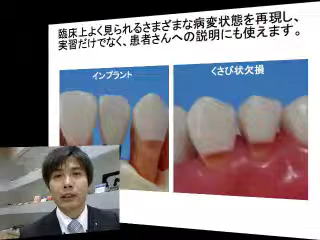 臨床上よく見られるさまざまな病変状態を再現し、
実習だけでなく、患者さんへの説明にも使えます。
インプラント
くさび状欠損